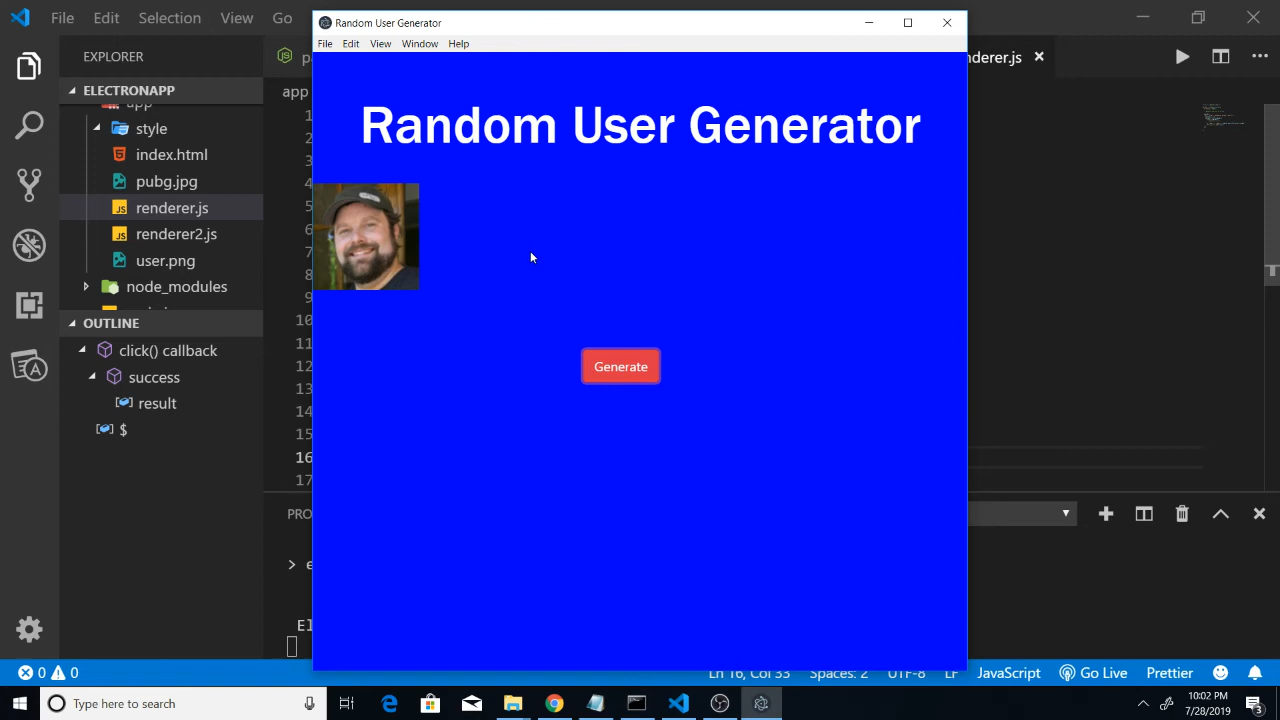 File Edit Selection View Go
Random User Generator
File Edit View Window Help
EXPLORER
nderer.js
ELECTRONAPP
app
app
style
index.html
pubg.jpg
renderer.js
renderer2.js
user.png
node_modules
OUTLINE
click() callback
success
result
$
Random User Generator
Generate
1
2
3
4
5
6
7
8
9
10
11
12
13
14
15
16
17
PRO
> e
El
0 0
Ln 16, Col 33 Spaces: 2 UTF-8 LF JavaScript Go Live Prettier
Type here to search
10:02 PM
7/28/2019
3